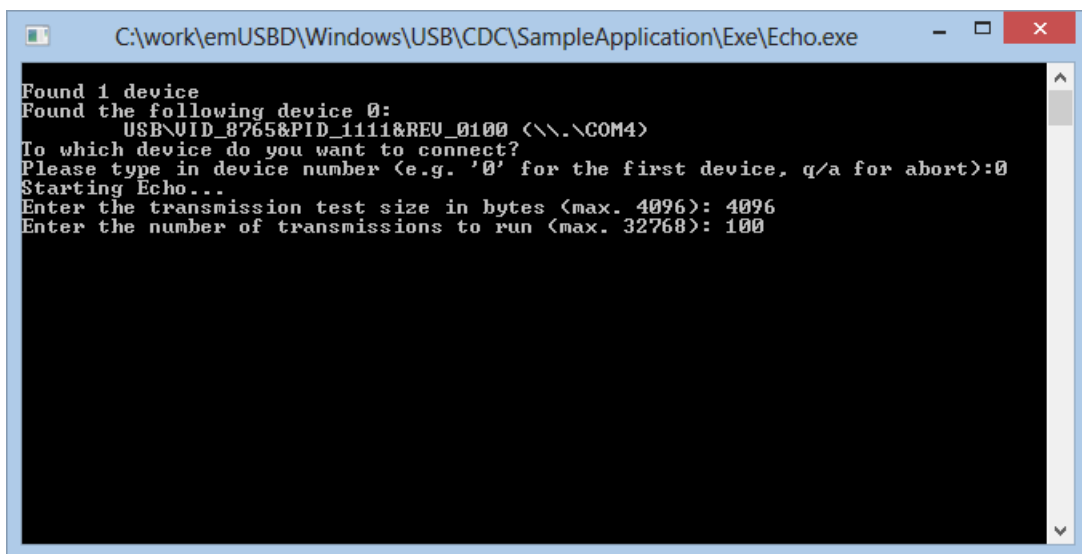 C:\work\emUSBD\Windows\USB\CDC\SampleApplication\Exe\Echo.exe
Found 1 device
Found the following device 0:
USB\VID_8765&PID_1111&REV_0100 (\\.\COM4)
To which device do you want to connect?
Please type in device number (e.g. '0' for the first device, q/a for abort):0
Starting Echo...
Enter the transmission test size in bytes (max. 4096): 4096
Enter the number of transmissions to run (max. 32768): 100